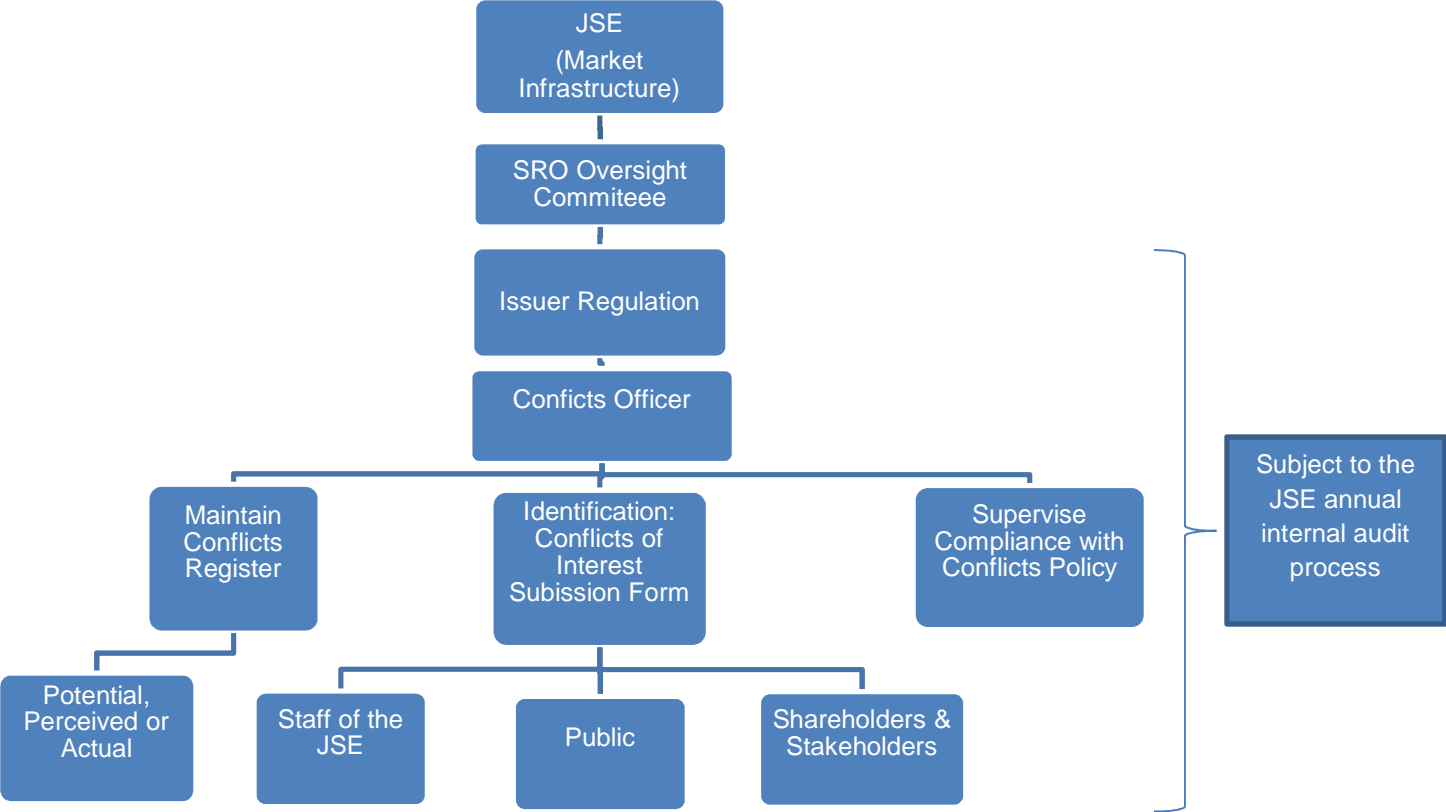 JSE
(Market
Infrastructure)
SRO Oversight
Commiteee
Issuer Regulation
Conficts Officer
Maintain
Conflicts
Register
Identification:
Conflicts of
Interest
Subission Form
Supervise
Compliance with
Conflicts Policy
Subject to the
JSE annual
internal audit
process
Potential,
Perceived or
Actual
Staff of the
JSE
Public
Shareholders &
Stakeholders